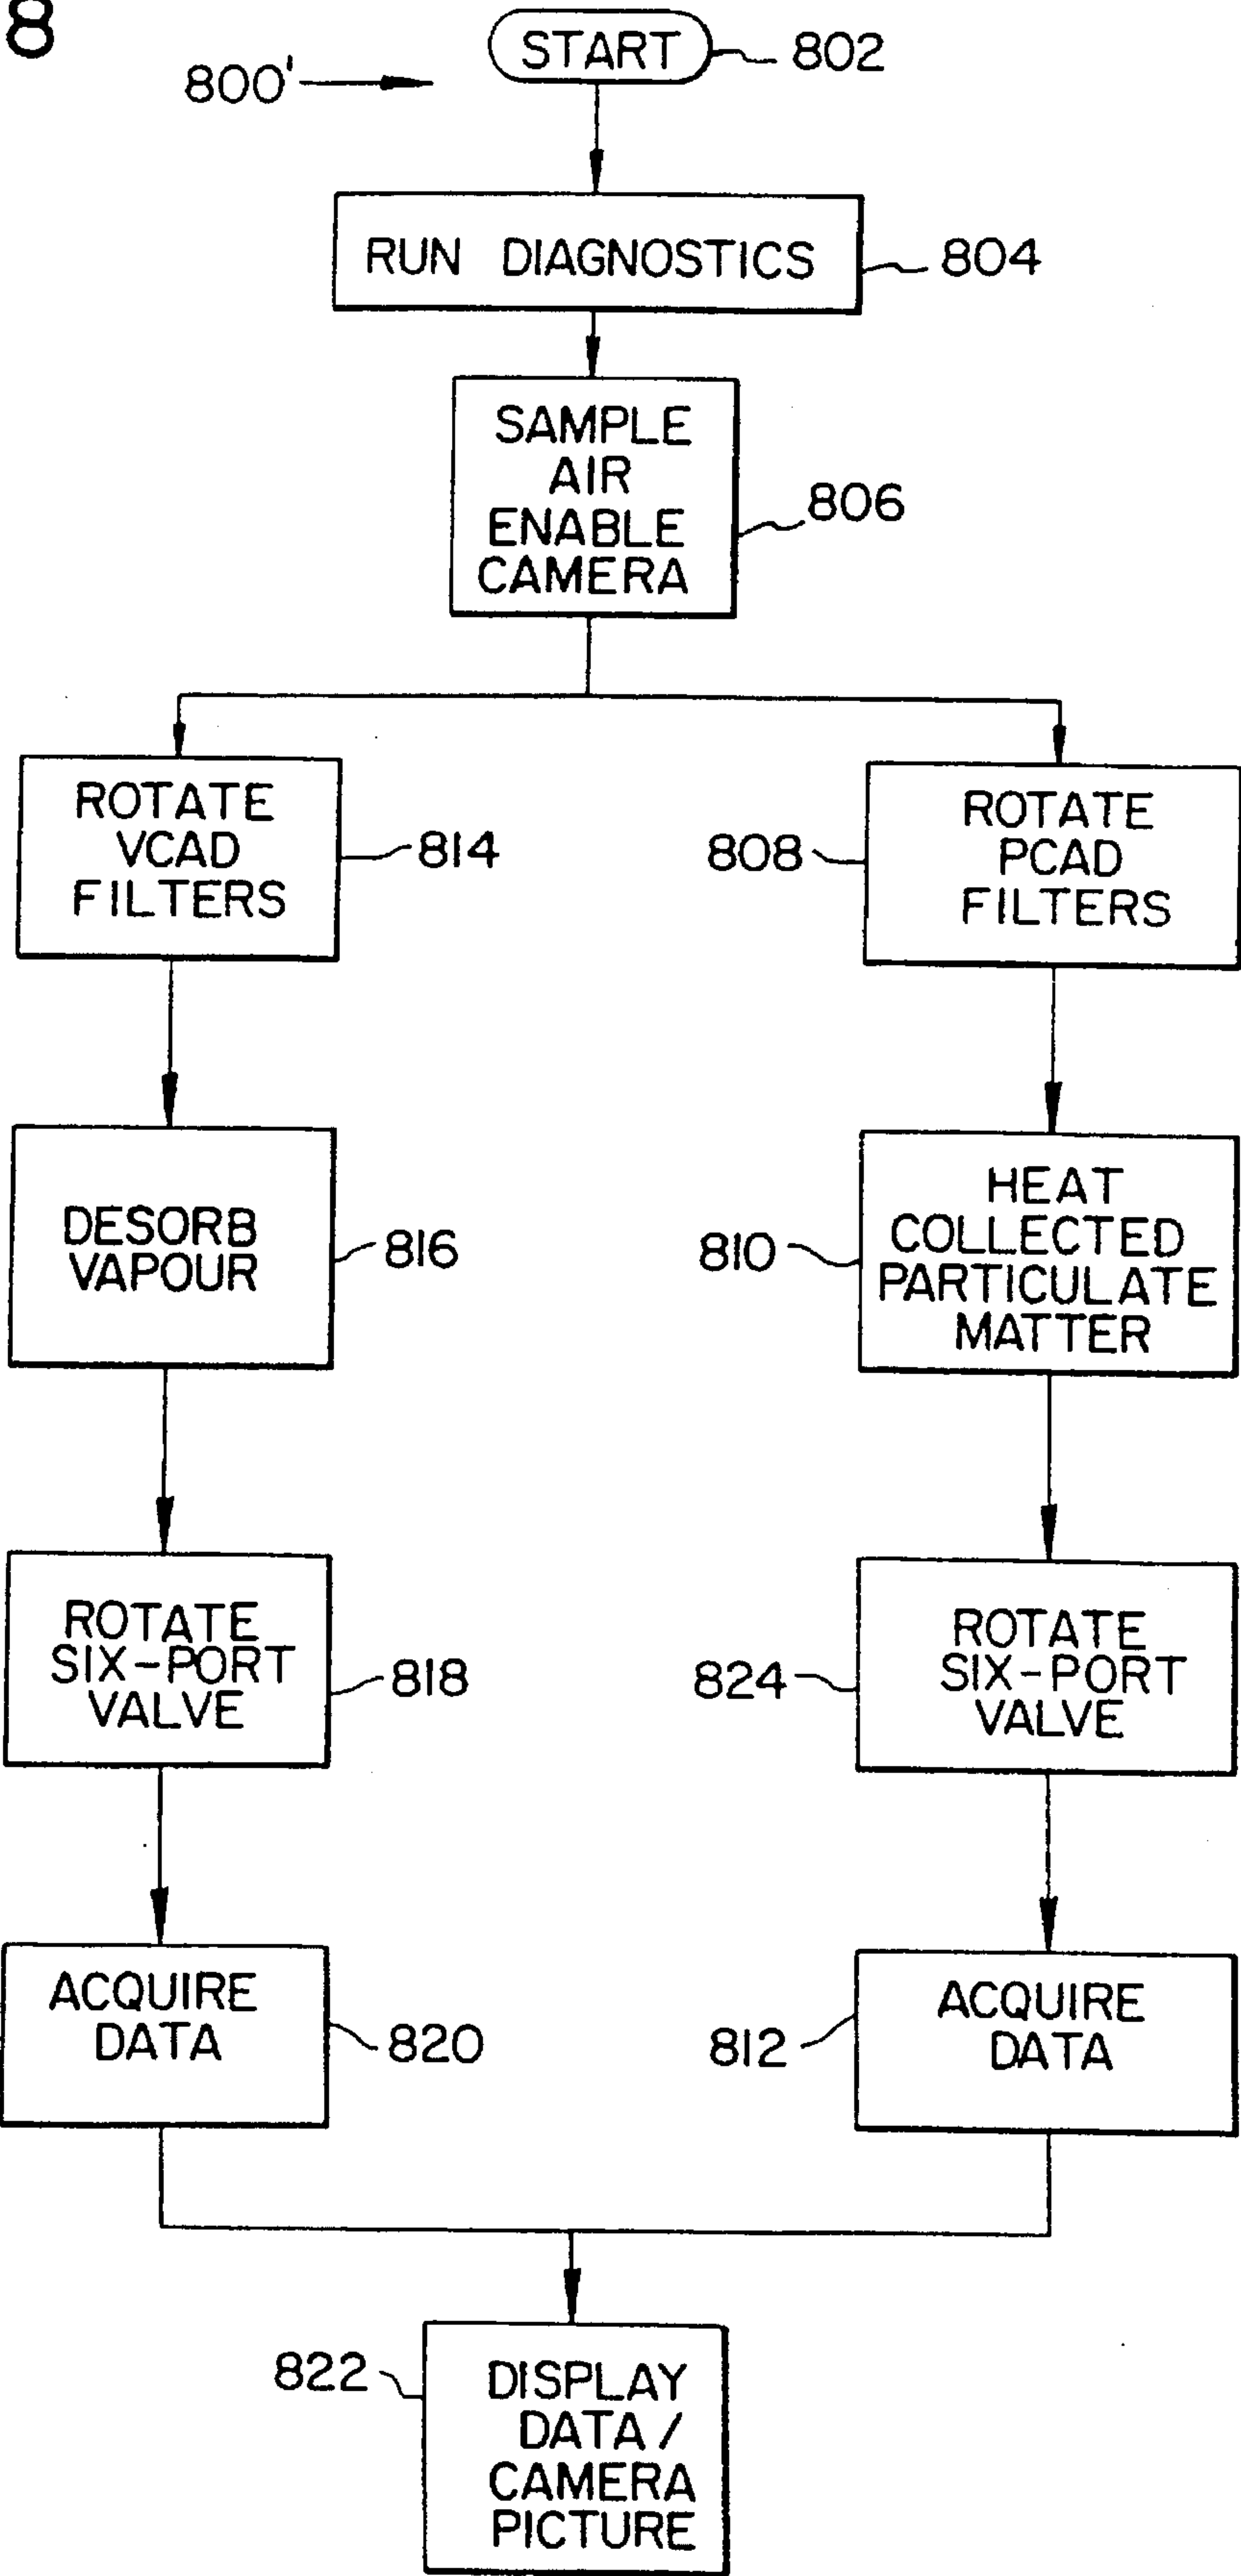 8
START
802
800'
RUN DIAGNOSTICS
804
SAMPLE
AIR
ENABLE
CAMERA
806
ROTATE
VCAD
FILTERS
814
808
ROTATE
PCAD
FILTERS
DESORB
VAPOUR
816
810
HEAT
COLLECTED
PARTICULATE
MATTER
ROTATE
SIX-PORT
VALVE
818
824
ROTATE
SIX-PORT
VALVE
ACQUIRE
DATA
820
812
ACQUIRE
DATA
822
DISPLAY
DATA /
CAMERA
PICTURE